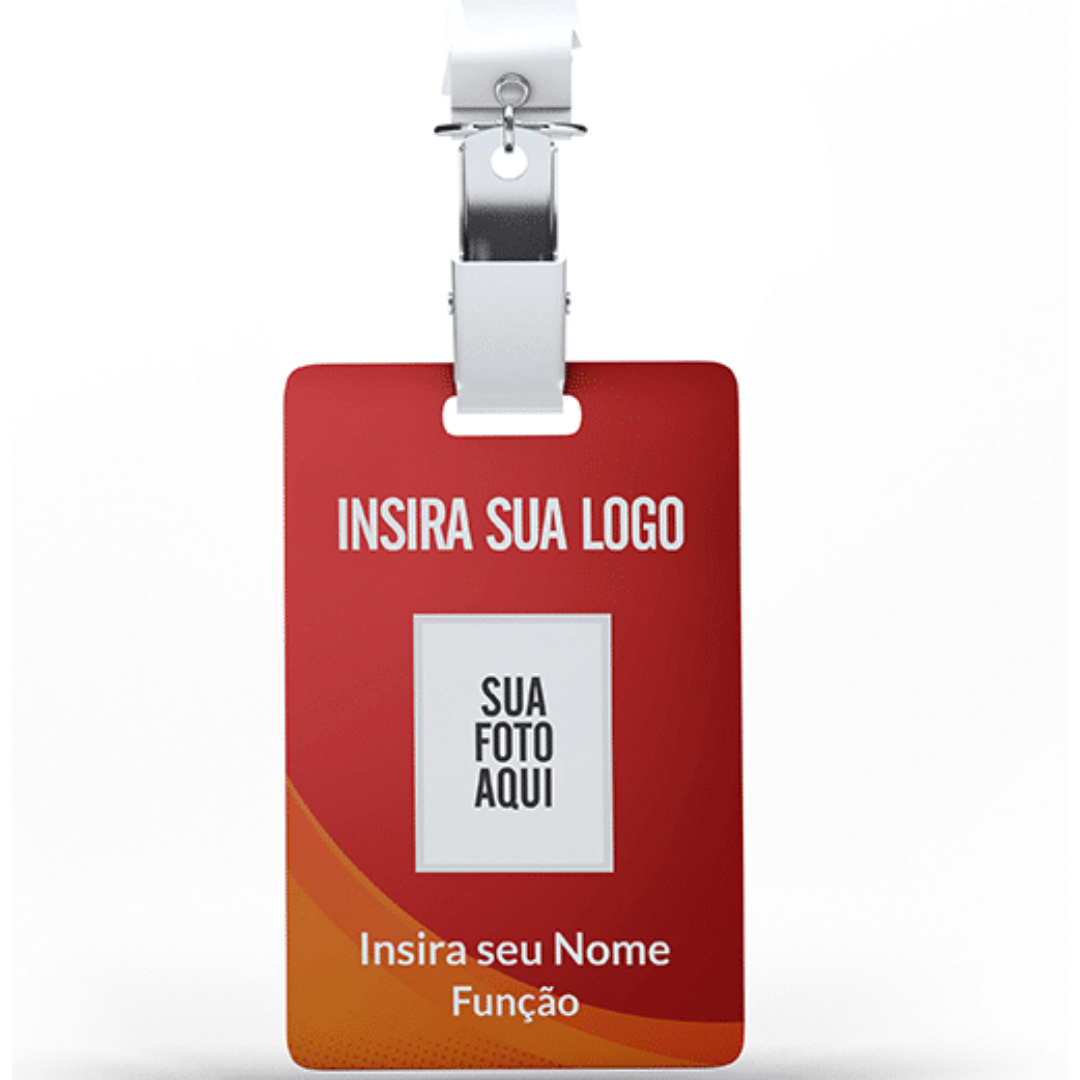 INSIRA SUA LOGO
SUA
FOTO
AQUI
Insira seu Nome
Função